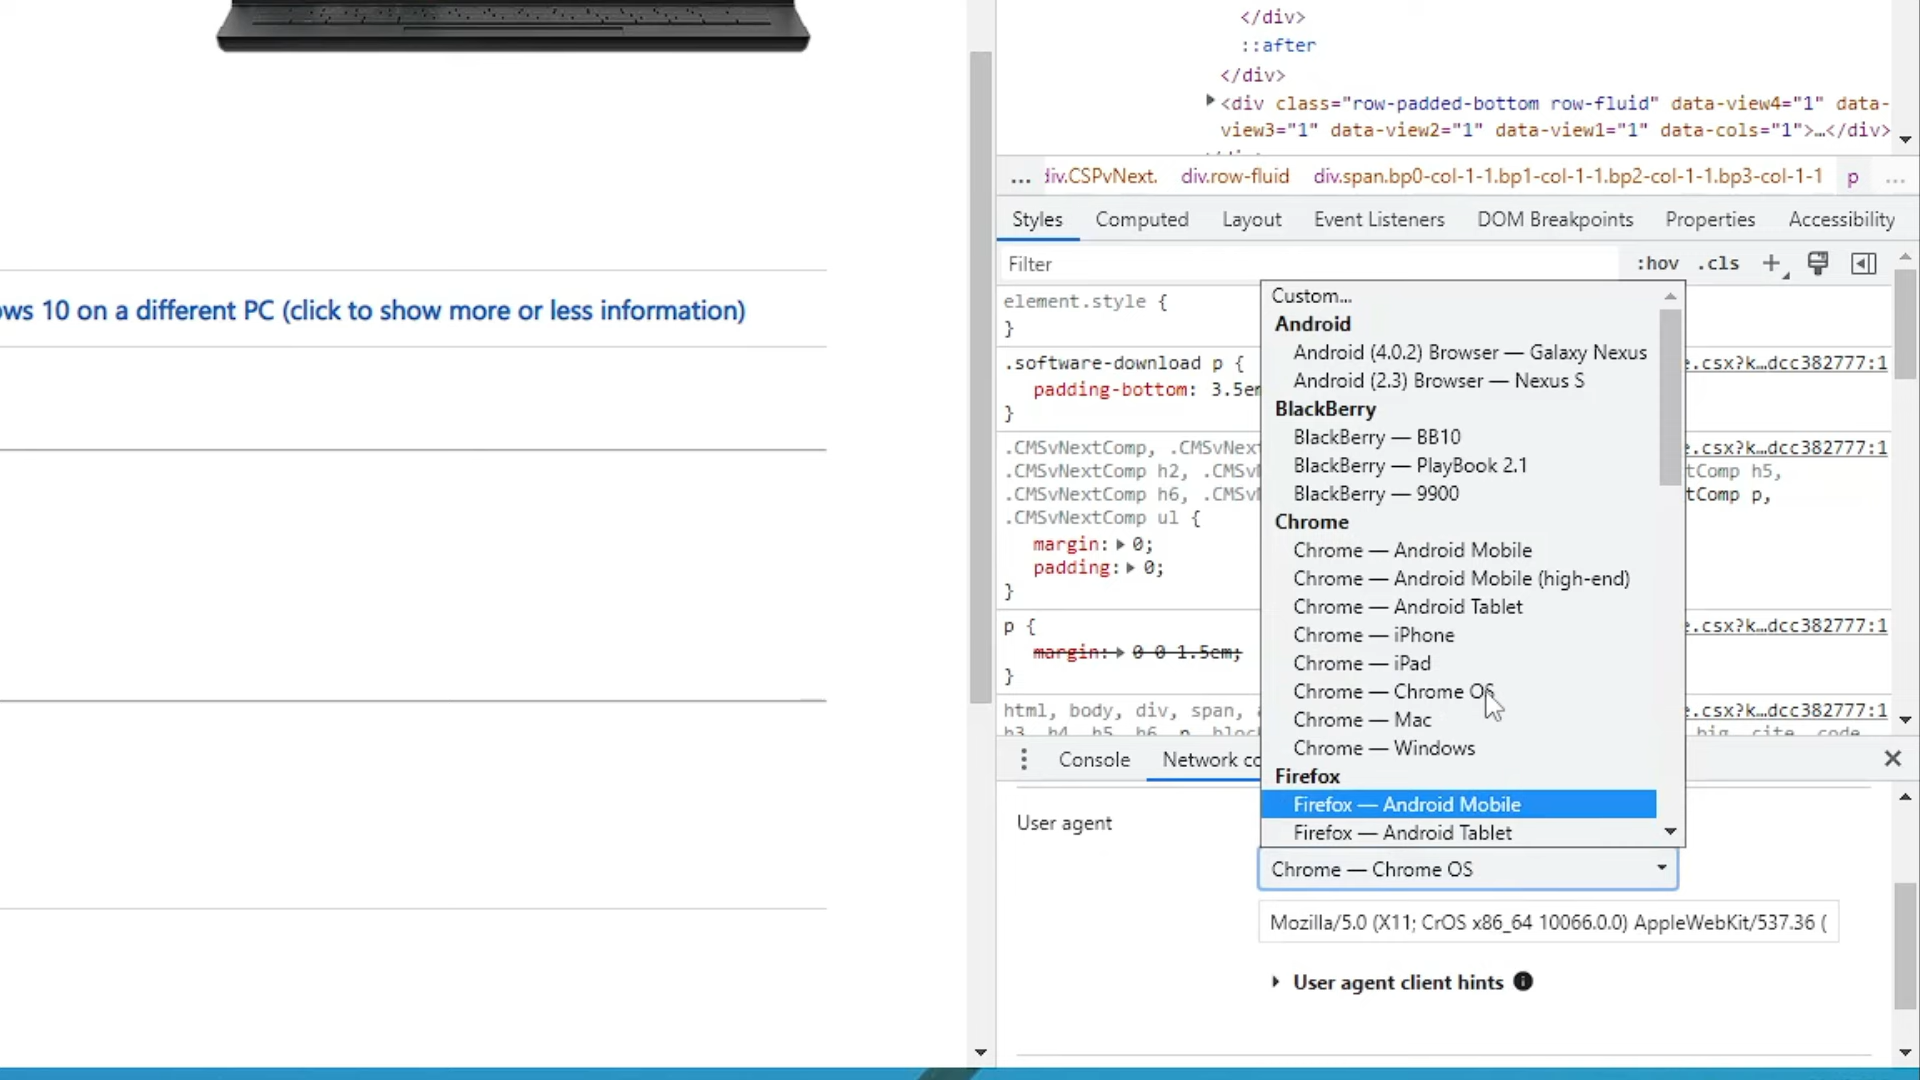 </div>
::after
</div>
<div class="row-padded-bottom row-fluid" data-view4="1" data-
view3="1" data-view2="1" data-view1="1" data-cols="1">…</div>
... div.CSPvNext. div.row-fluid div.span.bp0-col-1-1.bp1-col-1-1.bp2-col-1-1.bp3-col-1-1 p ...
Styles Computed Layout Event Listeners DOM Breakpoints Properties Accessibility
Filter :hov .cls +
element.style {
}
.software-download p { e.csx?k…dcc382777:1
padding-bottom: 3.5em
}
.CMSvNextComp, .CMSvNext e.csx?k…dcc382777:1
.CMSvNextComp h2, .CMSv tComp h5,
.CMSvNextComp h6, .CMSv tComp p,
.CMSvNextComp ul {
margin: 0;
padding: 0;
}
p { e.csx?k…dcc382777:1
margin: 0 0 1.5em;
}
html, body, div, span, e.csx?k…dcc382777:1
h3, h4, h5, h6, p, big, cite, code,
ows 10 on a different PC (click to show more or less information)
Custom...
Android
Android (4.0.2) Browser — Galaxy Nexus
Android (2.3) Browser — Nexus S
BlackBerry
BlackBerry — BB10
BlackBerry — PlayBook 2.1
BlackBerry — 9900
Chrome
Chrome — Android Mobile
Chrome — Android Mobile (high-end)
Chrome — Android Tablet
Chrome — iPhone
Chrome — iPad
Chrome — Chrome OS
Chrome — Mac
Chrome — Windows
Firefox
Firefox — Android Mobile
Firefox — Android Tablet
Console Network co
User agent
Chrome — Chrome OS
Mozilla/5.0 (X11; CrOS x86_64 10066.0.0) AppleWebKit/537.36 (
User agent client hints